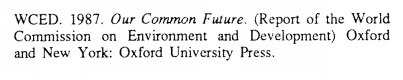 WCED. 1987. Our Common Future. (Report of the World
Commission on Environment and Development) Oxford
and New York: Oxford University Press.